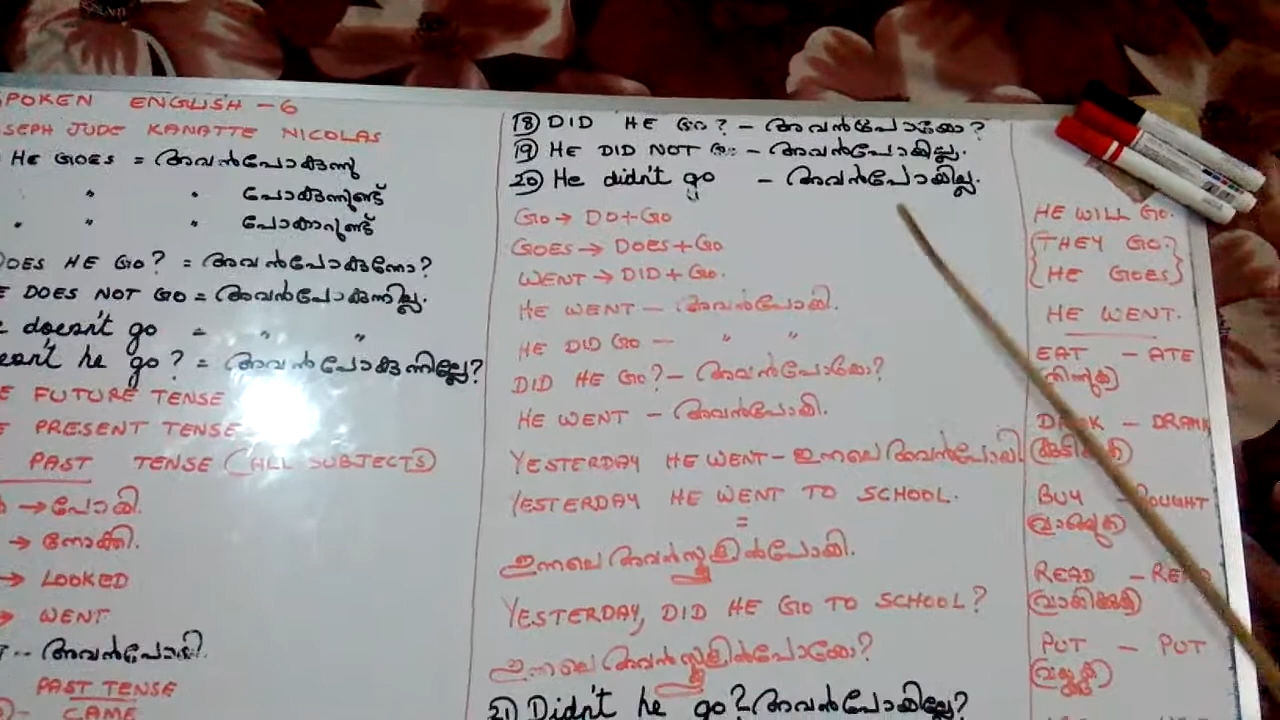 POKEN ENGLISH - 6
SEPH JUDE KANATTE NICOLAS
HE GOES = അവൻപോകുന്നു
" " പോകുന്നുണ്ട്
" " പോകാറുണ്ട്
DOES HE GO? = അവൻപോകുന്നോ?
E DOES NOT GO = അവൻപോകുന്നില്ല.
e doesn't go = " "
esn't he go? = അവൻപോകുന്നില്ലേ?
E FUTURE TENSE
E PRESENT TENSE
PAST TENSE (ALL SUBJECTS)
→ പോയി.
→ നോക്കി.
→ LOOKED
→ WENT
അവൻപോയി.
PAST TENSE
CAME
18) DID HE GO? - അവൻപോയോ?
19) HE DID NOT GO - അവൻപോയില്ല.
20) He didn't go - അവൻപോയില്ല.
GO → DO+GO
GOES → DOES+GO
WENT → DID+GO.
HE WENT - അവൻപോയി.
HE DID GO - " "
DID HE GO? - അവൻപോയോ?
HE WENT - അവൻപോയി.
YESTERDAY HE WENT - ഇന്നലെ അവൻപോയി
YESTERDAY HE WENT TO SCHOOL.
=
ഇന്നലെ അവൻസ്കൂളിൽപോയി.
YESTERDAY, DID HE GO TO SCHOOL?
ഇന്നലെ അവൻസ്കൂളിൽപോയോ?
21) Didn't he go? അവൻപോയില്ലേ?
HE WILL GO.
{THEY GO.}
{HE GOES}
HE WENT.
EAT - ATE
(തിന്നുക)
DRINK - DRANK
(കുടിക്കുക)
BUY - BOUGHT
(വാങ്ങുക)
READ - READ
(വായിക്കുക)
PUT - PUT
(വയ്ക്കുക)